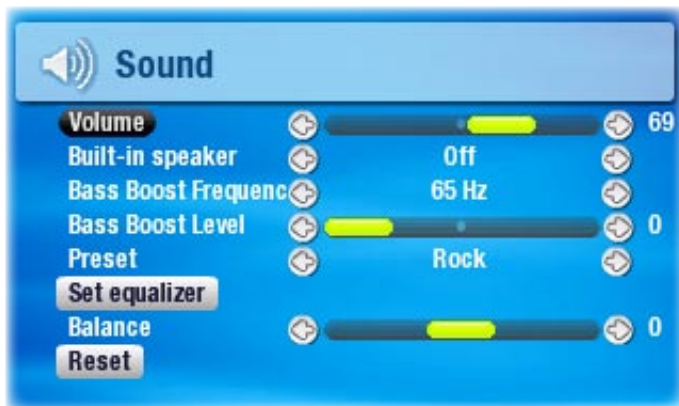 Sound
Volume 69
Built-in speaker Off
Bass Boost Frequenc 65 Hz
Bass Boost Level 0
Preset Rock
Set equalizer
Balance 0
Reset